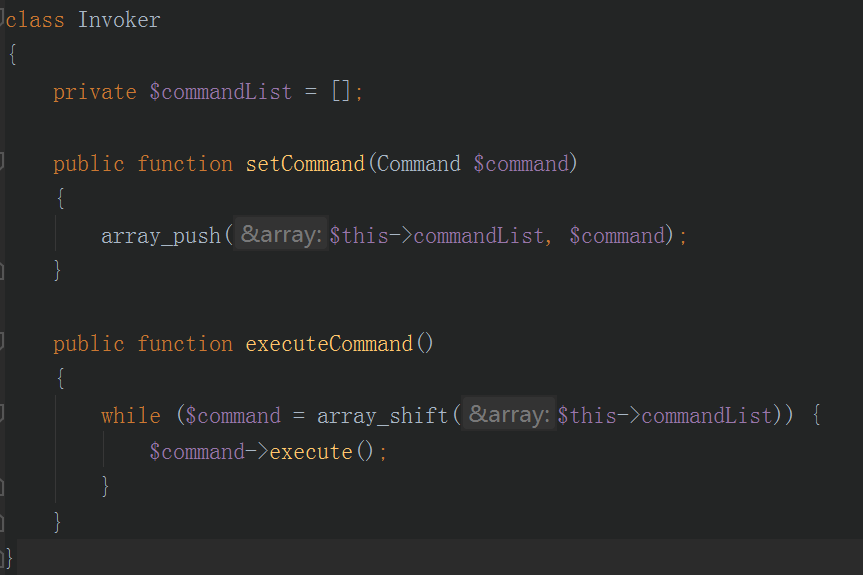 class Invoker
{
    private $commandList = [];

    public function setCommand(Command $command)
    {
        array_push( &array: $this->commandList, $command);
    }

    public function executeCommand()
    {
        while ($command = array_shift( &array: $this->commandList)) {
            $command->execute();
        }
    }
}